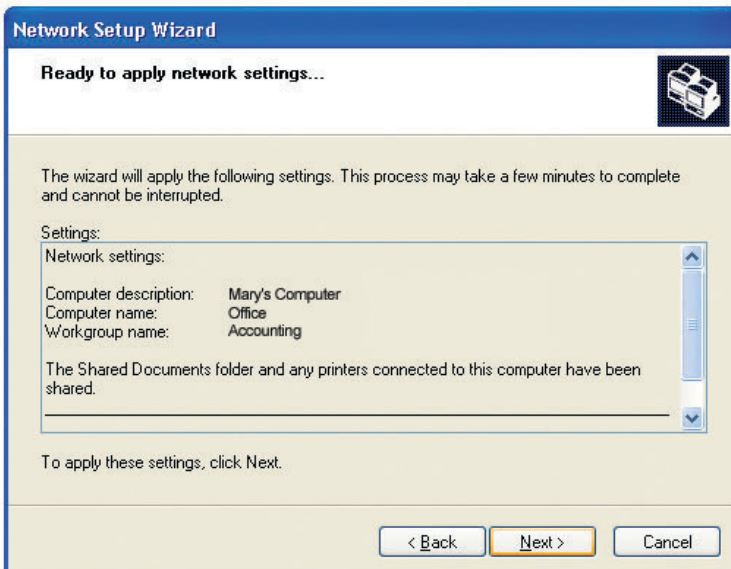 Network Setup Wizard
Ready to apply network settings...
The wizard will apply the following settings. This process may take a few minutes to complete
and cannot be interrupted.
Settings:
Network settings:
Computer description: Mary's Computer
Computer name: Office
Workgroup name: Accounting
The Shared Documents folder and any printers connected to this computer have been
shared.
To apply these settings, click Next.
< Back Next > Cancel